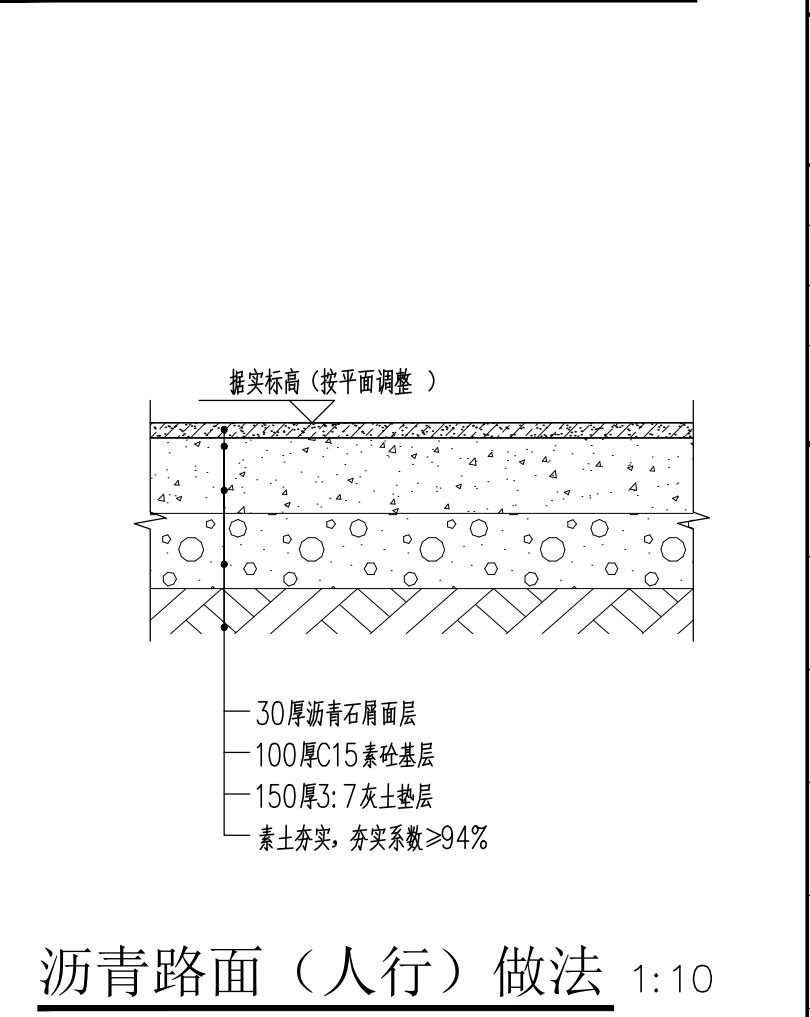 据实标高（按平面调整 ）
30厚沥青石屑面层
100厚C15素砼基层
150厚3:7灰土垫层
素土夯实，夯实系数≥94%
沥青路面（人行）做法 1:10